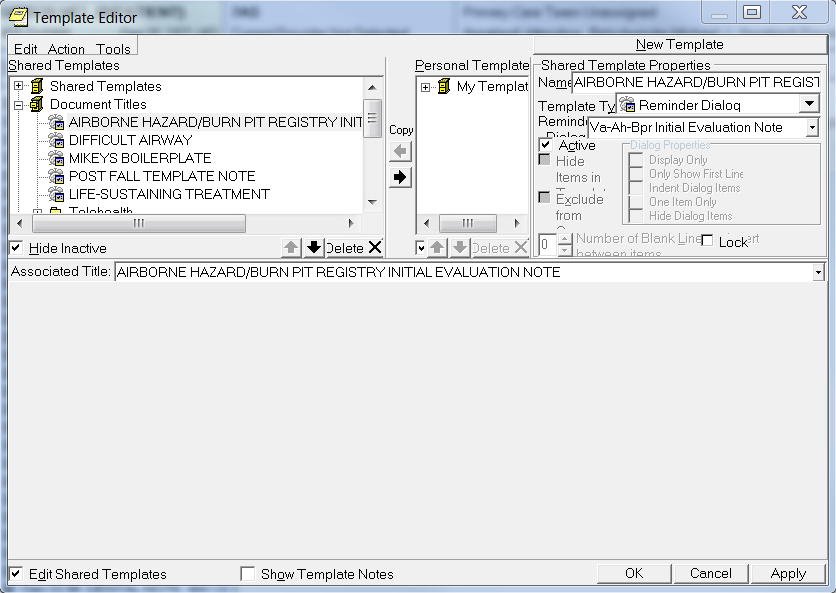 Template Editor
Edit Action Tools
New Template
Shared Templates
Shared Templates
Document Titles
AIRBORNE HAZARD/BURN PIT REGISTRY INIT
DIFFICULT AIRWAY
MIKEY'S BOILERPLATE
POST FALL TEMPLATE NOTE
LIFE-SUSTAINING TREATMENT
Telehealth
Hide Inactive
Delete
Copy
Personal Template
My Templat
Delete
Shared Template Properties
Name
AIRBORNE HAZARD/BURN PIT REGIST
Template Ty
Reminder Dialog
Reminde
Dialog
Va-Ah-Bpr Initial Evaluation Note
Active
Hide
Items in
Exclude
from
Dialog Properties
Display Only
Only Show First Line
Indent Dialog Items
One Item Only
Hide Dialog Items
0
Number of Blank Line
ert
between items
Lock
Associated Title: AIRBORNE HAZARD/BURN PIT REGISTRY INITIAL EVALUATION NOTE
Edit Shared Templates
Show Template Notes
OK
Cancel
Apply